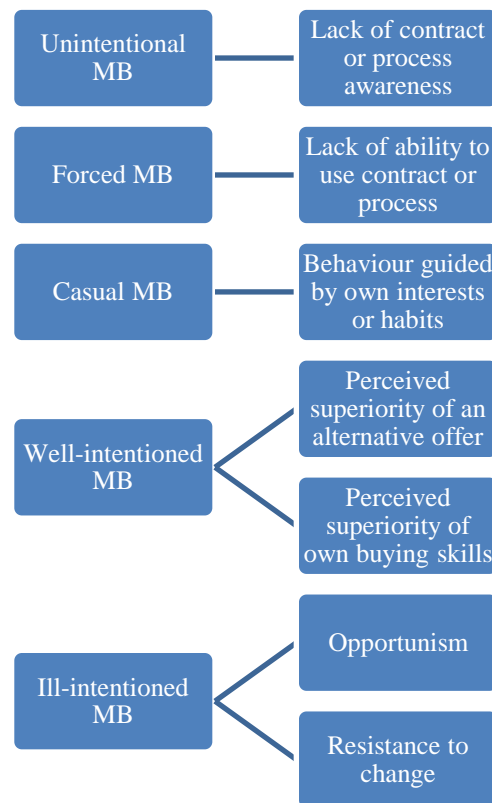 Unintentional
MB
Lack of contract
or process
awareness
Forced MB
Lack of ability to
use contract or
process
Casual MB
Behaviour guided
by own interests
or habits
Well-intentioned
MB
Perceived
superiority of an
alternative offer
Perceived
superiority of
own buying skills
Ill-intentioned
MB
Opportunism
Resistance to
change